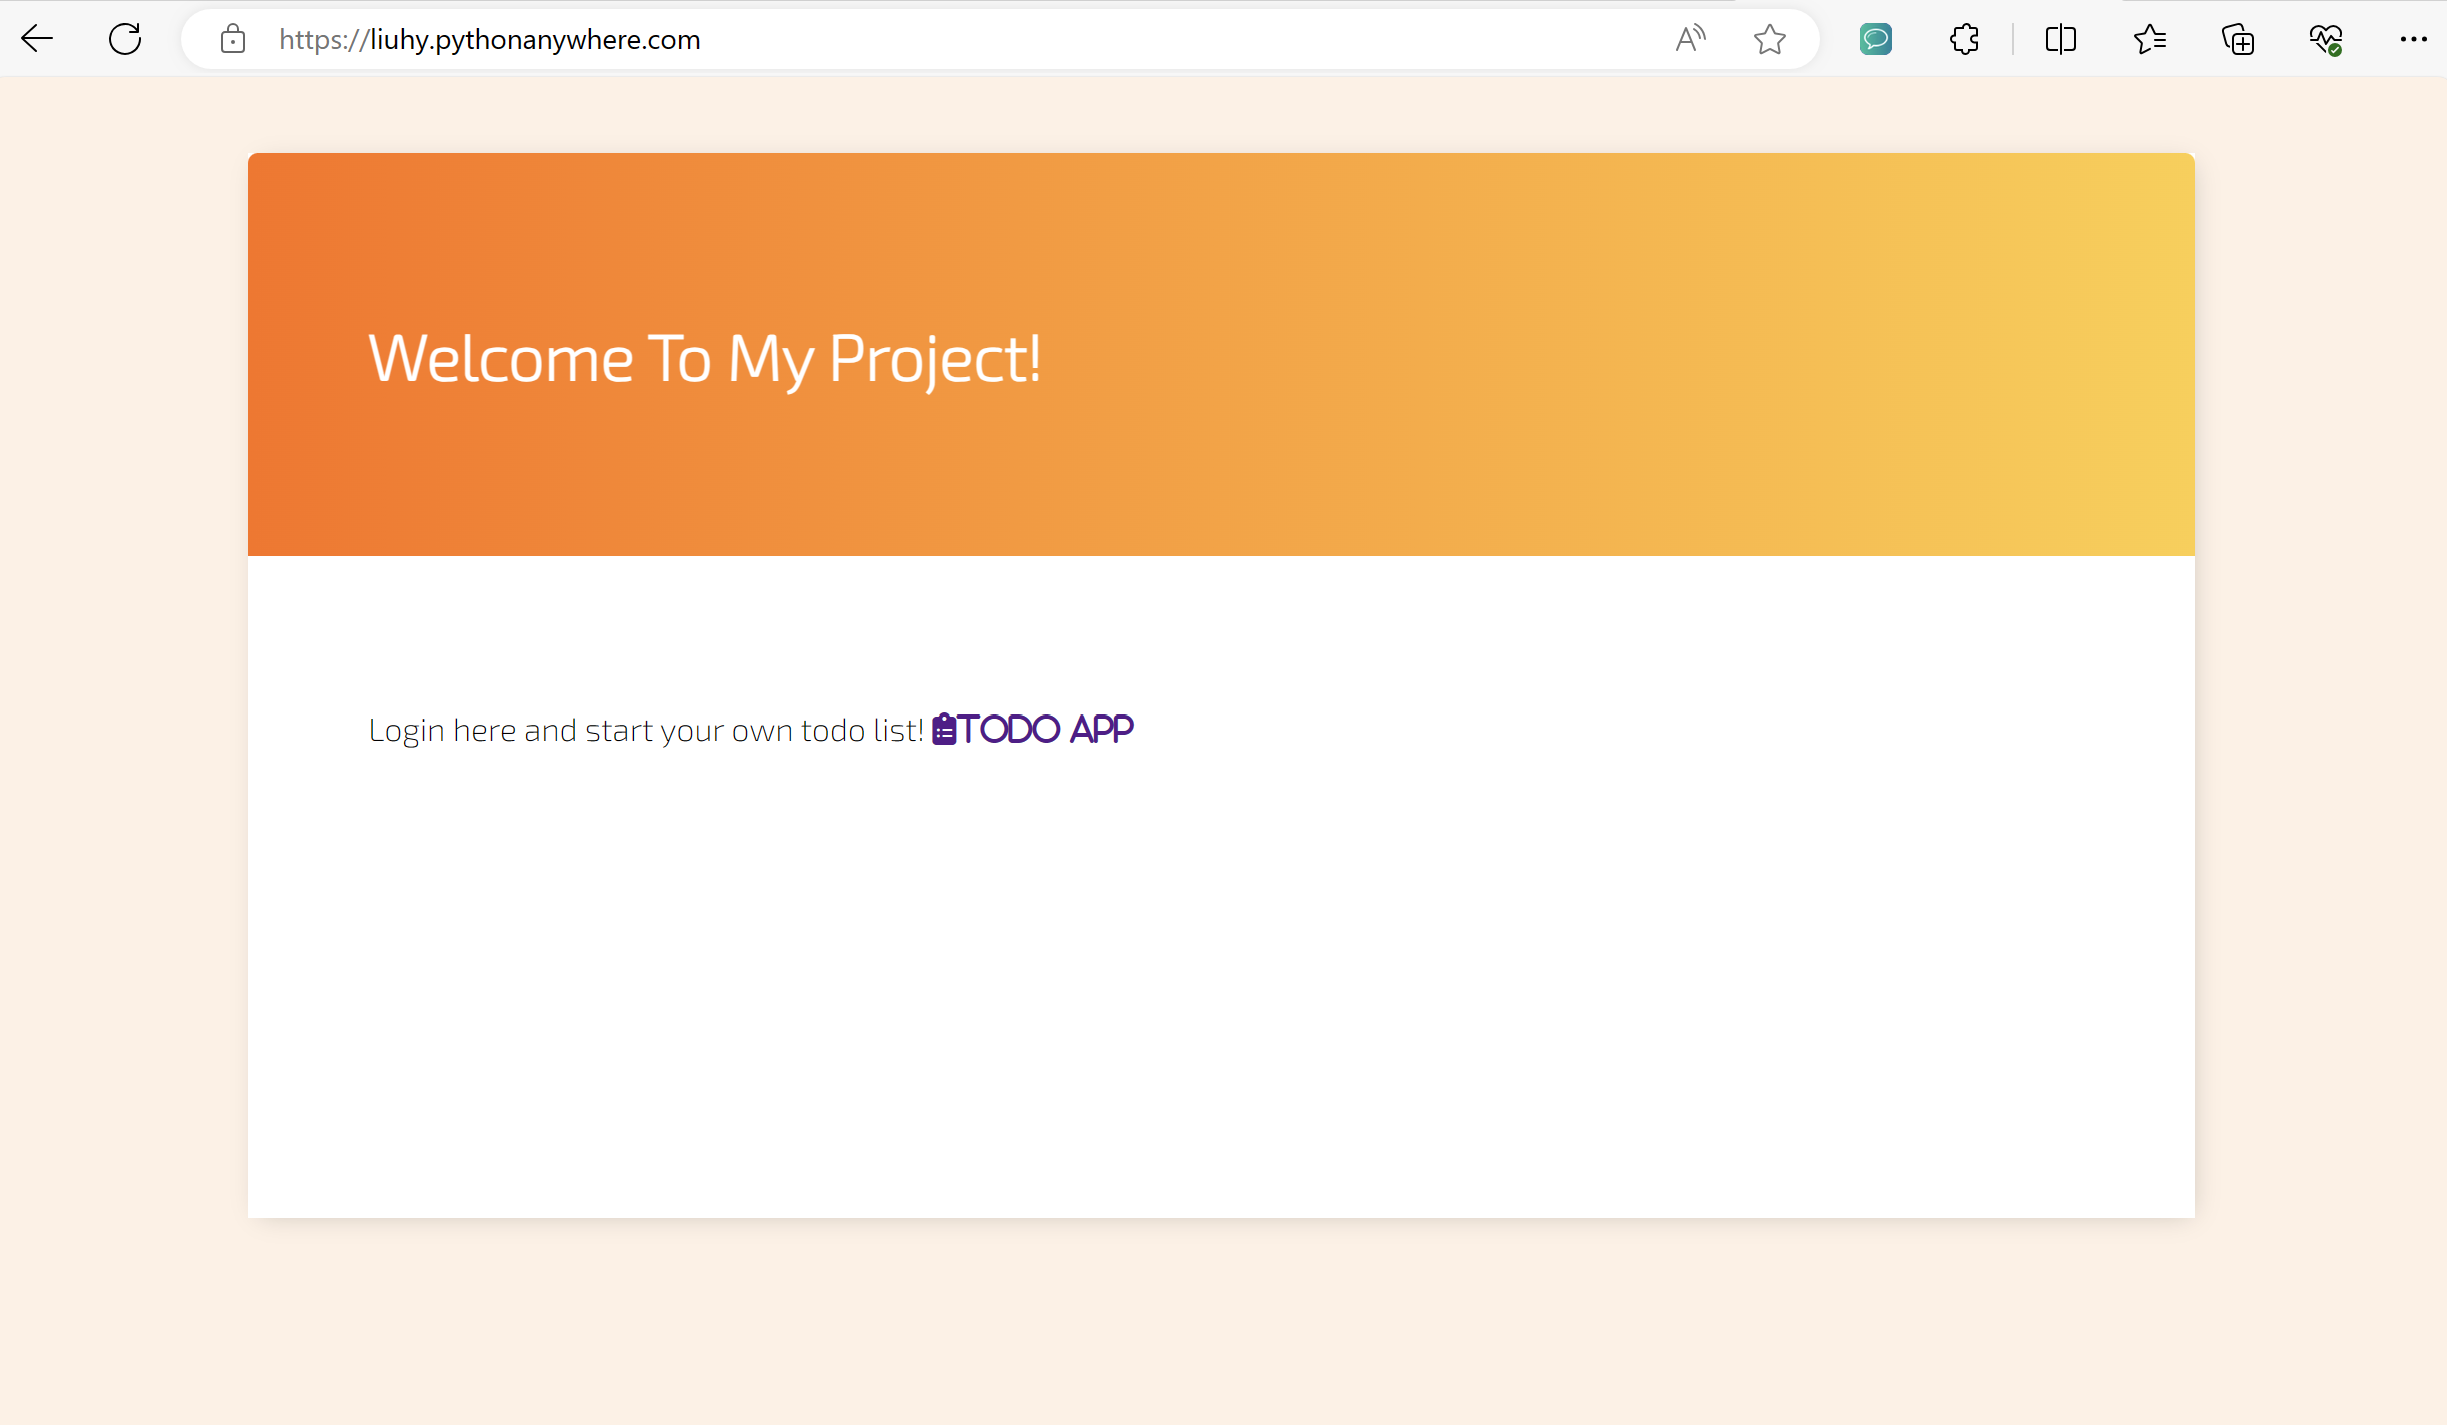 https://liuhy.pythonanywhere.com
Welcome To My Project!
Login here and start your own todo list! TODO APP